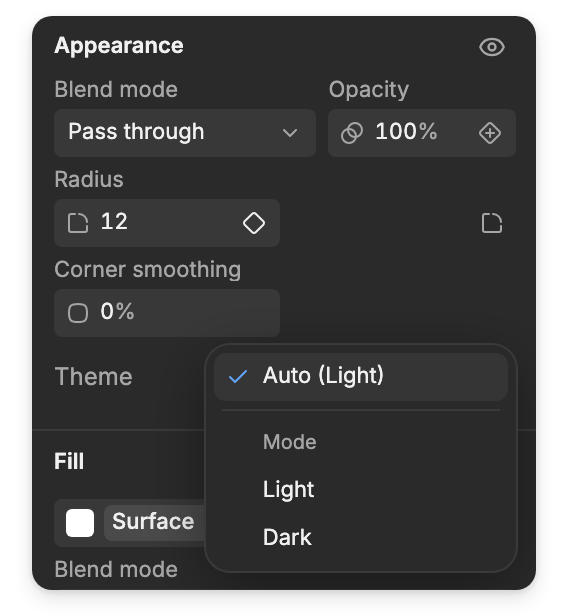 Appearance
Blend mode Opacity
Pass through 100%
Radius
12
Corner smoothing
0%
Theme Auto (Light)
Mode
Fill
Light
Surface
Dark
Blend mode